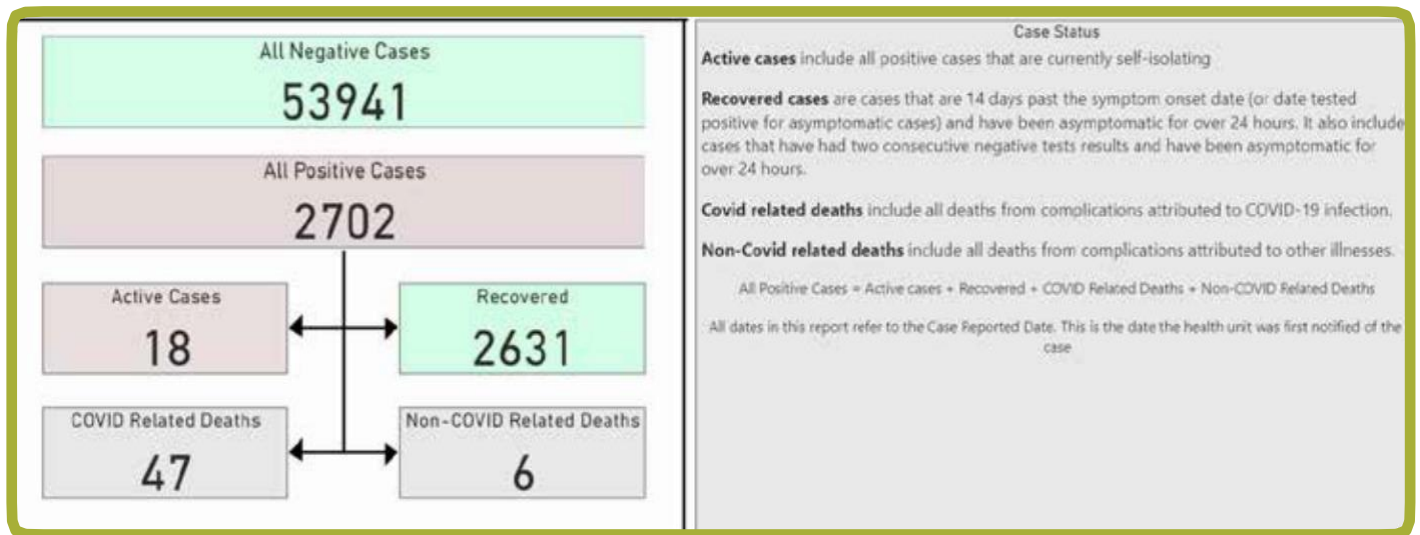 All Negative Cases
53941
All Positive Cases
2702
Active Cases
18
Recovered
2631
COVID Related Deaths
47
Non-COVID Related Deaths
6
Case Status
Active cases include all positive cases that are currently self-isolating
Recovered cases are cases that are 14 days past the symptom onset date (or date tested
positive for asymptomatic cases) and have been asymptomatic for over 24 hours. It also include
cases that have had two consecutive negative tests results and have been asymptomatic for
over 24 hours.
Covid related deaths include all deaths from complications attributed to COVID-19 infection.
Non-Covid related deaths include all deaths from complications attributed to other illnesses.
All Positive Cases = Active cases + Recovered + COVID Related Deaths + Non-COVID Related Deaths
All dates in this report refer to the Case Reported Date. This is the date the health unit was first notified of the
case